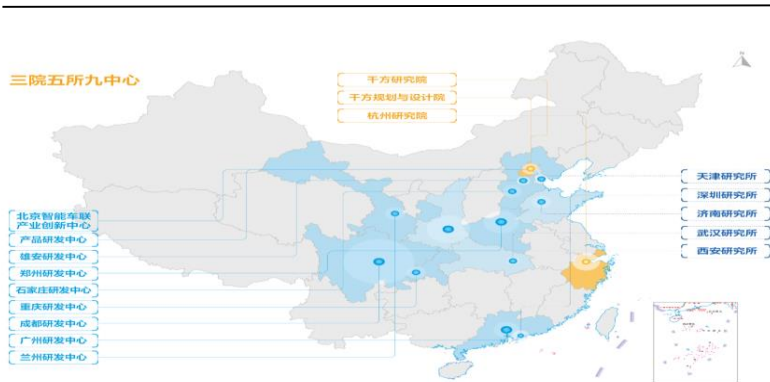 三院五所九中心
千方研究院
千方规划与设计院
杭州研究院
天津研究所
深圳研究所
济南研究所
武汉研究所
西安研究所
北京智能车联
产业创新中心
产品研发中心
雄安研发中心
郑州研发中心
石家庄研发中心
重庆研发中心
成都研发中心
广州研发中心
兰州研发中心